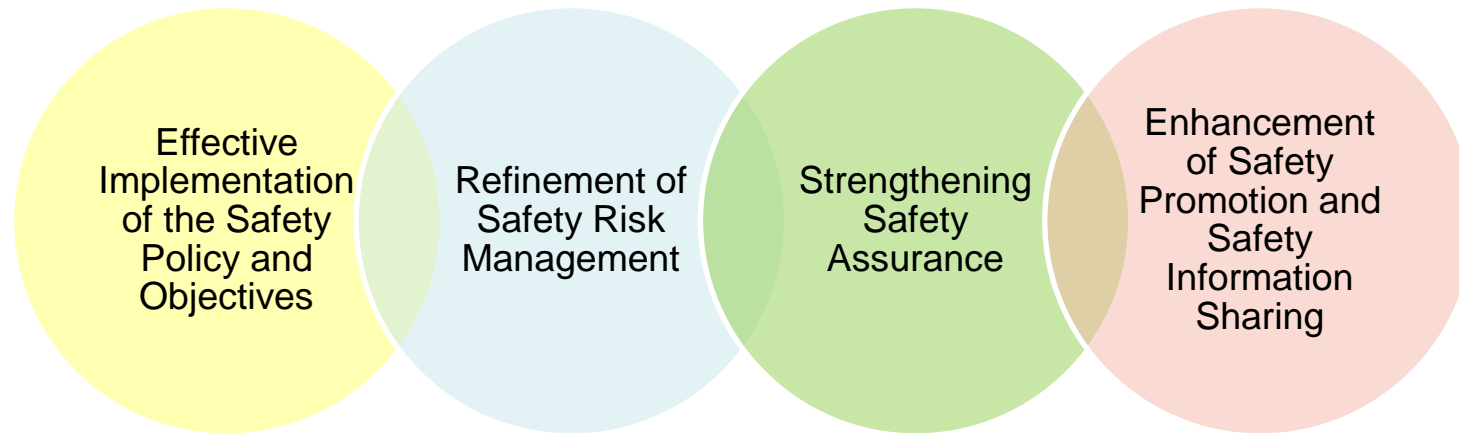 Effective
Implementation
of the Safety
Policy and
Objectives
Refinement of
Safety Risk
Management
Strengthening
Safety
Assurance
Enhancement
of Safety
Promotion and
Safety
Information
Sharing